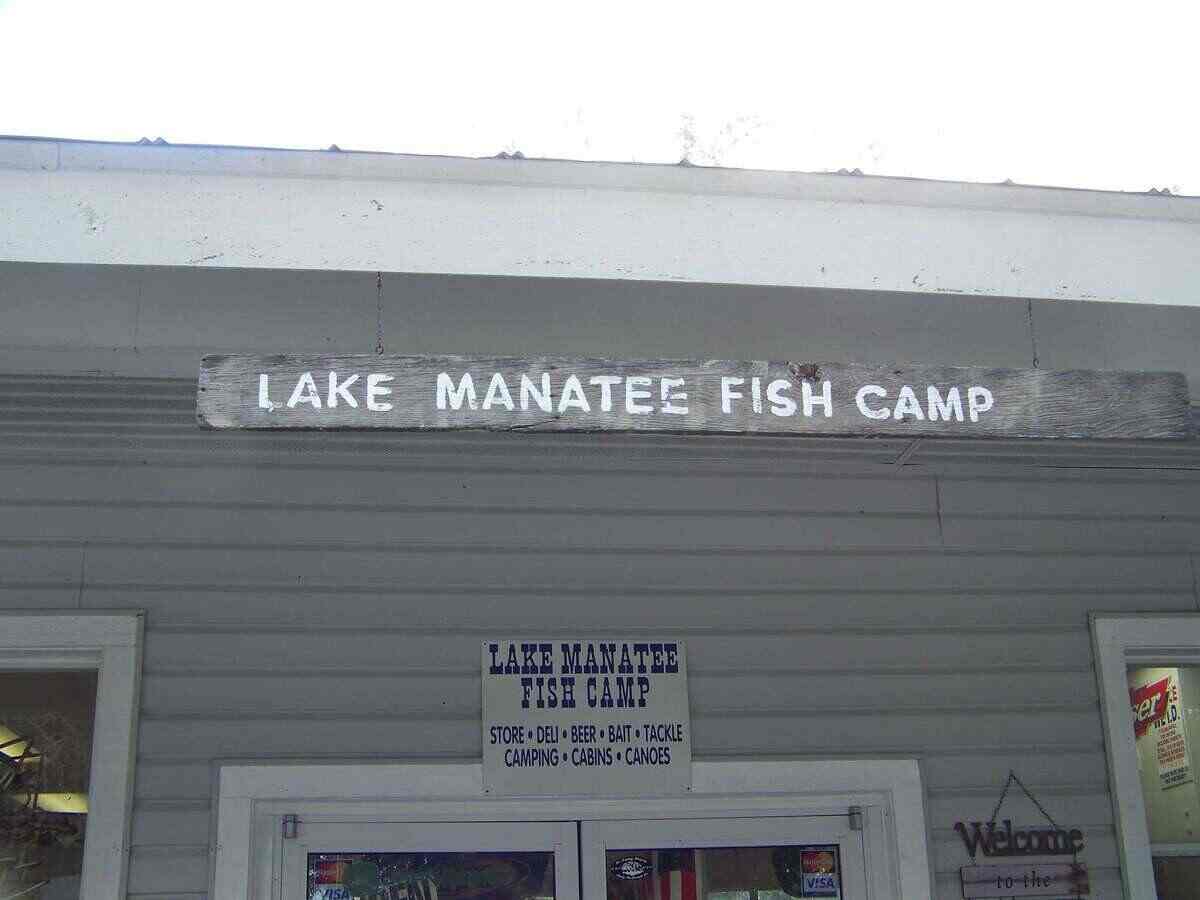 LAKE MANATEE FISH CAMP
LAKE MANATEE
FISH CAMP
STORE • DELI • BEER • BAIT • TACKLE
CAMPING • CABINS • CANOES
Welcome
to the
VISA
VISA